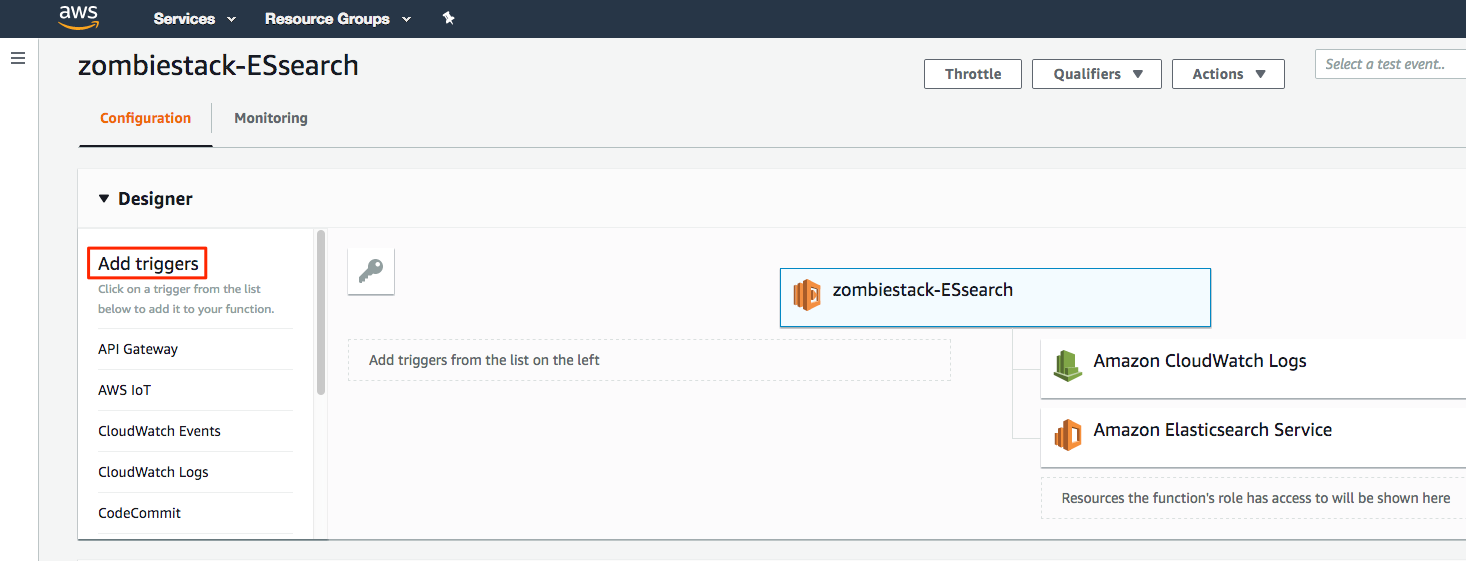 aws
Services
Resource Groups
zombiestack-ESsearch
Throttle
Qualifiers
Actions
Select a test event..
Configuration
Monitoring
Designer
Add triggers
Click on a trigger from the list
below to add it to your function.
API Gateway
AWS IoT
CloudWatch Events
CloudWatch Logs
CodeCommit
Add triggers from the list on the left
zombiestack-ESsearch
Amazon CloudWatch Logs
Amazon Elasticsearch Service
Resources the function's role has access to will be shown here